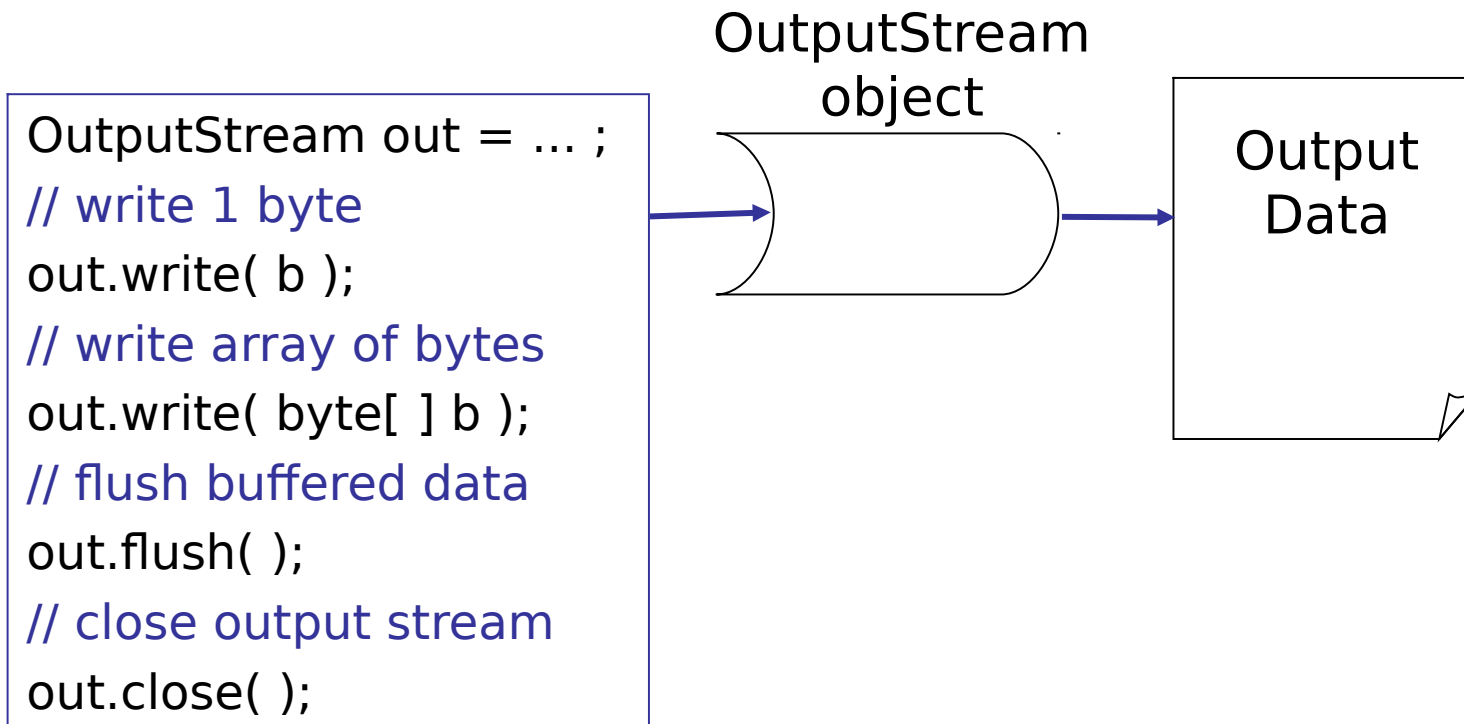 OutputStream
object
OutputStream out = ... ;
// write 1 byte
out.write( b );
// write array of bytes
out.write( byte[ ] b );
// flush buffered data
out.flush( );
// close output stream
out.close( );
Output
Data